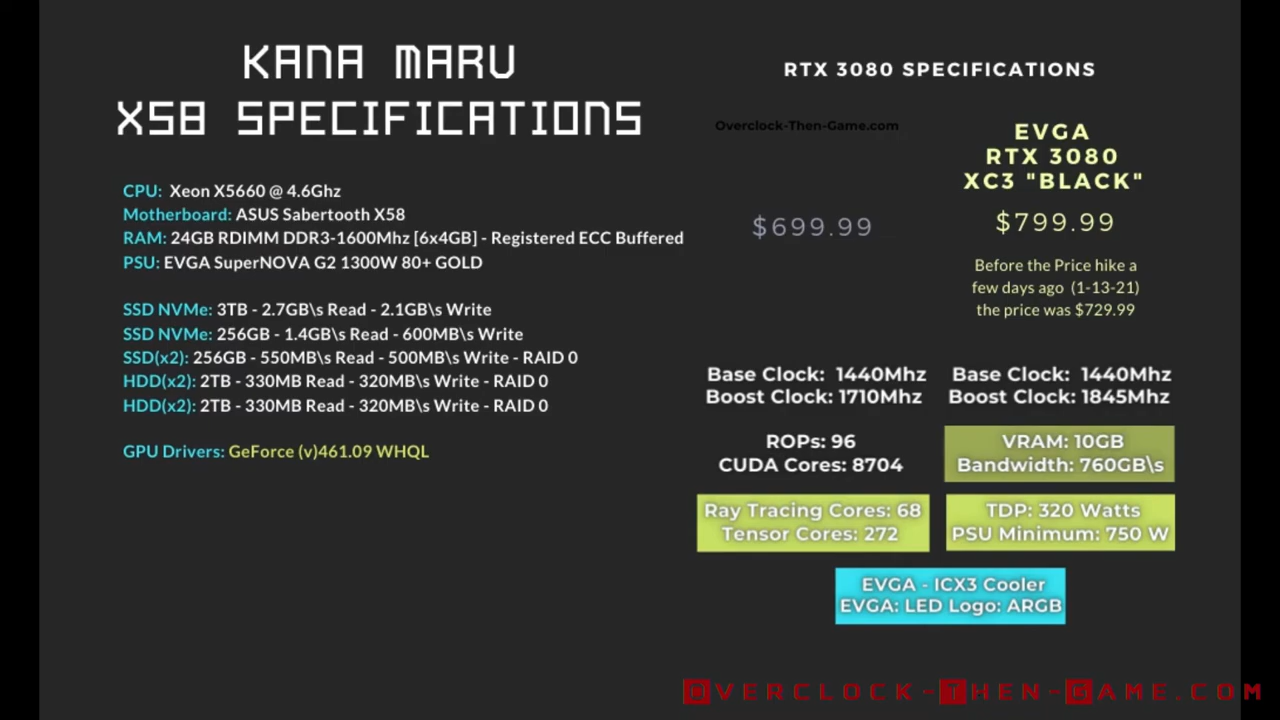 KANA MARU
X58 SPECIFICATIONS
CPU: Xeon X5660 @ 4.6Ghz
Motherboard: ASUS Sabertooth X58
RAM: 24GB RDIMM DDR3-1600Mhz [6x4GB] - Registered ECC Buffered
PSU: EVGA SuperNOVA G2 1300W 80+ GOLD
SSD NVMe: 3TB - 2.7GB\s Read - 2.1GB\s Write
SSD NVMe: 256GB - 1.4GB\s Read - 600MB\s Write
SSD(x2): 256GB - 550MB\s Read - 500MB\s Write - RAID 0
HDD(x2): 2TB - 330MB Read - 320MB\s Write - RAID 0
HDD(x2): 2TB - 330MB Read - 320MB\s Write - RAID 0
GPU Drivers: GeForce (v)461.09 WHQL
RTX 3080 SPECIFICATIONS
Overclock-Then-Game.com
$699.99
EVGA
RTX 3080
XC3 "BLACK"
$799.99
Before the Price hike a
few days ago (1-13-21)
the price was $729.99
Base Clock: 1440Mhz
Boost Clock: 1710Mhz
Base Clock: 1440Mhz
Boost Clock: 1845Mhz
ROPs: 96
CUDA Cores: 8704
VRAM: 10GB
Bandwidth: 760GB\s
Ray Tracing Cores: 68
Tensor Cores: 272
TDP: 320 Watts
PSU Minimum: 750 W
EVGA - ICX3 Cooler
EVGA: LED Logo: ARGB
OVERCLOCK-THEN-GAME.COM